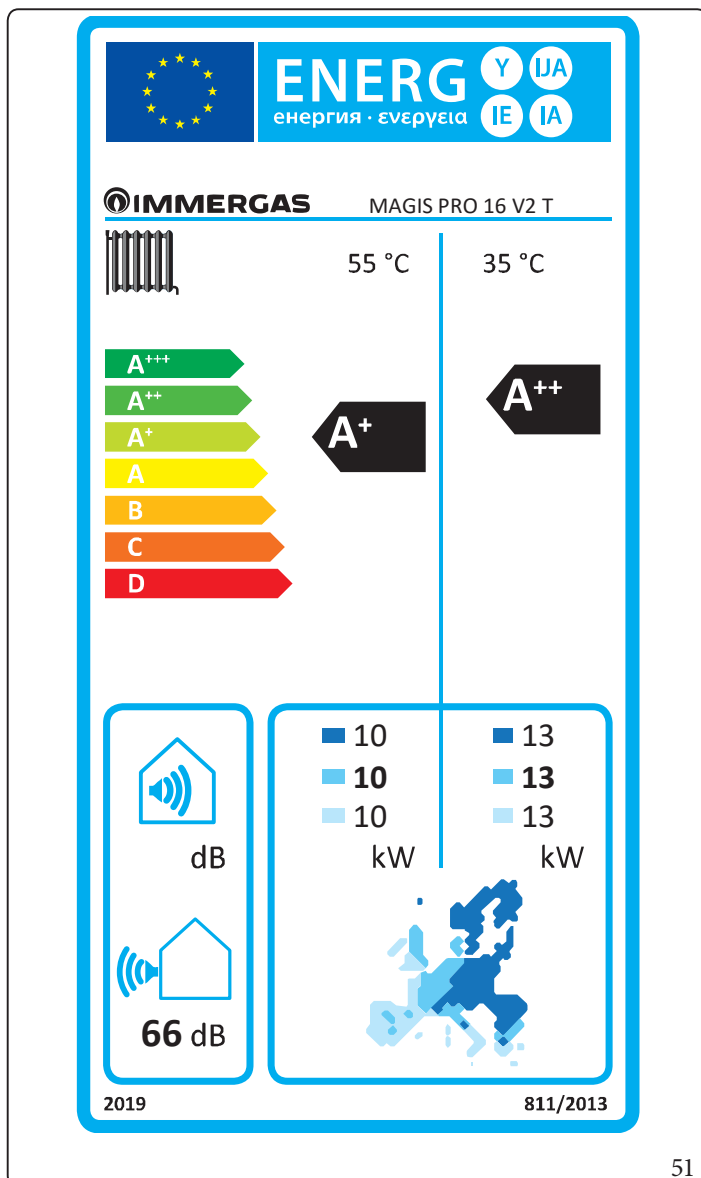 ENERG Y IJA
енергия · ενεργεια IE IA
IMMERGAS MAGIS PRO 16 V2 T
55 °C 35 °C
A+++
A++
A+
A
B
C
D
A+
A++
10 13
10 13
10 13
kW kW
dB
66 dB
2019 811/2013
51